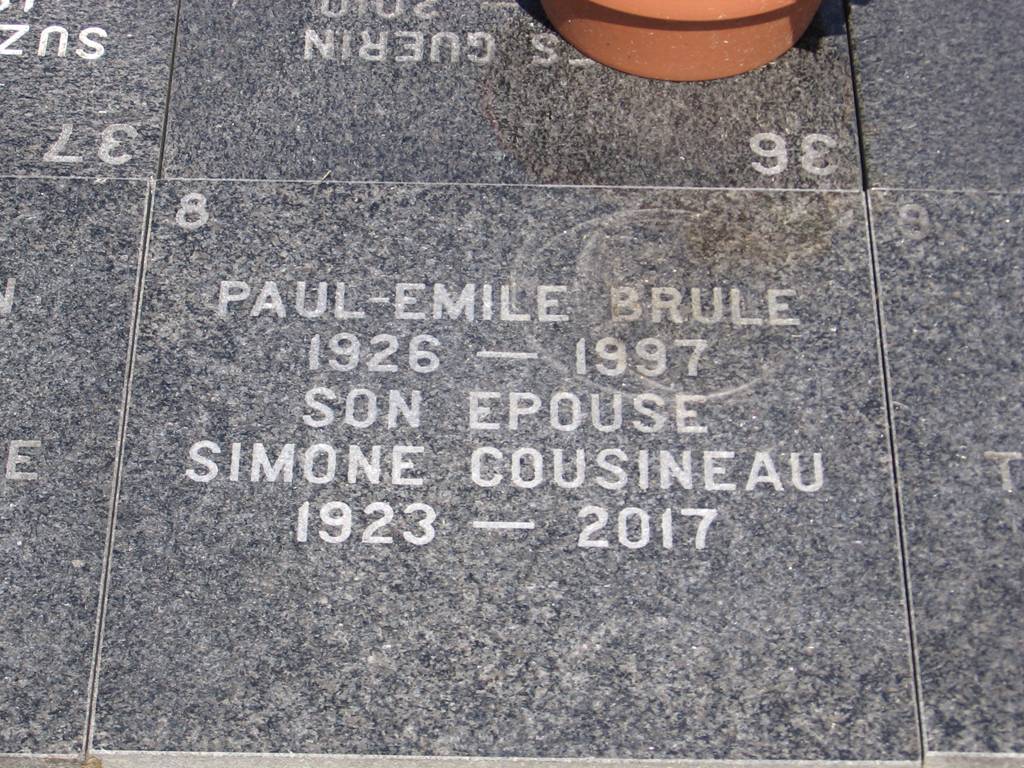 SUZ
37
GUERIN
2010
36
8
PAUL-EMILE BRULE
1926 — 1997
SON EPOUSE
SIMONE COUSINEAU
1923 — 2017
9
E
T